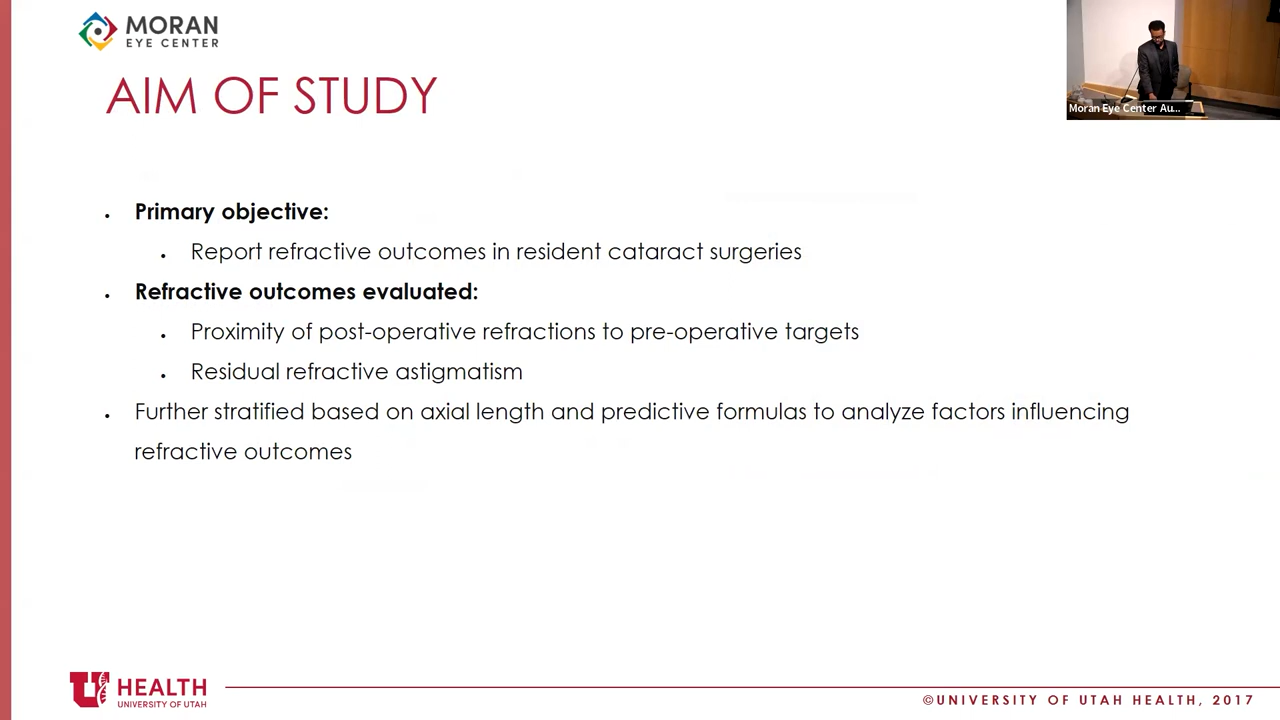 MORAN
EYE CENTER
AIM OF STUDY
Moran Eye Center Au...
• Primary objective:
• Report refractive outcomes in resident cataract surgeries
• Refractive outcomes evaluated:
• Proximity of post-operative refractions to pre-operative targets
• Residual refractive astigmatism
• Further stratified based on axial length and predictive formulas to analyze factors influencing
refractive outcomes
U HEALTH
UNIVERSITY OF UTAH
©UNIVERSITY OF UTAH HEALTH, 2017